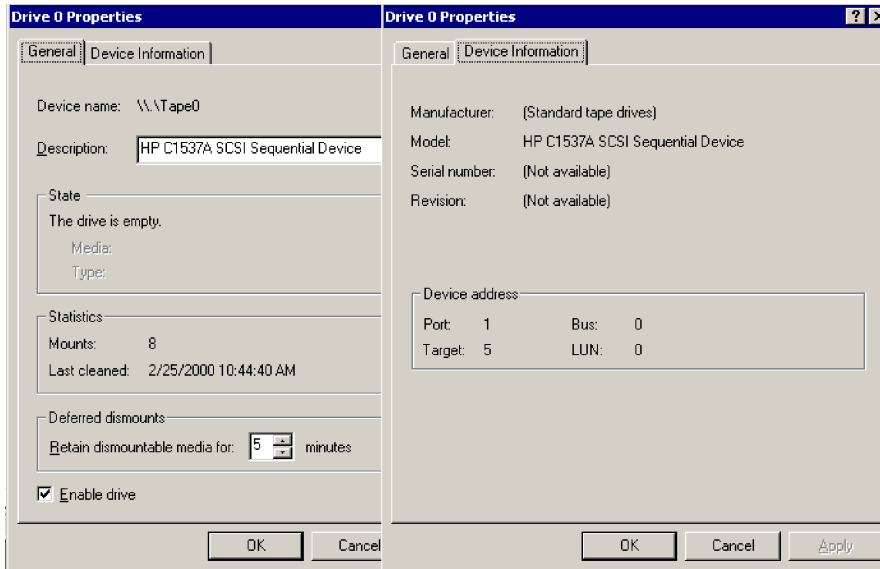 Drive 0 Properties
General Device Information
Device name: \\.\Tape0
Description: HP C1537A SCSI Sequential Device
State
The drive is empty.
Media:
Type:
Statistics
Mounts: 8
Last cleaned: 2/25/2000 10:44:40 AM
Deferred dismounts
Retain dismountable media for: 5 minutes
Enable drive
OK Cancel
Drive 0 Properties
General Device Information
Manufacturer: (Standard tape drives)
Model: HP C1537A SCSI Sequential Device
Serial number: (Not available)
Revision: (Not available)
Device address
Port: 1 Bus: 0
Target: 5 LUN: 0
OK Cancel Apply